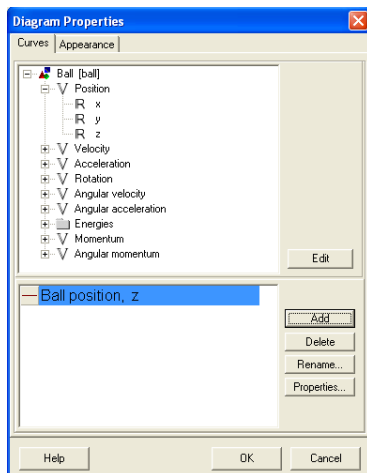 Diagram Properties
Curves Appearance
Ball [ball]
V Position
R x
R y
R z
V Velocity
V Acceleration
V Rotation
V Angular velocity
V Angular acceleration
Energies
V Momentum
V Angular momentum
Edit
Ball position, z
Add
Delete
Rename...
Properties...
Help OK Cancel